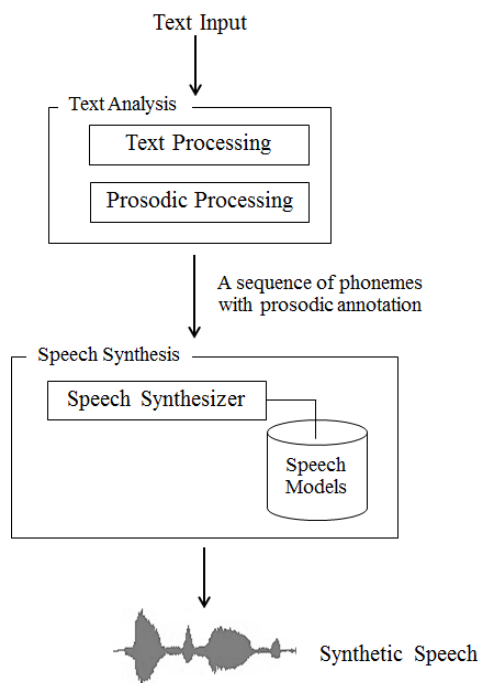 Text Input
Text Analysis
Text Processing
Prosodic Processing
A sequence of phonemes
with prosodic annotation
Speech Synthesis
Speech Synthesizer
Speech
Models
Synthetic Speech